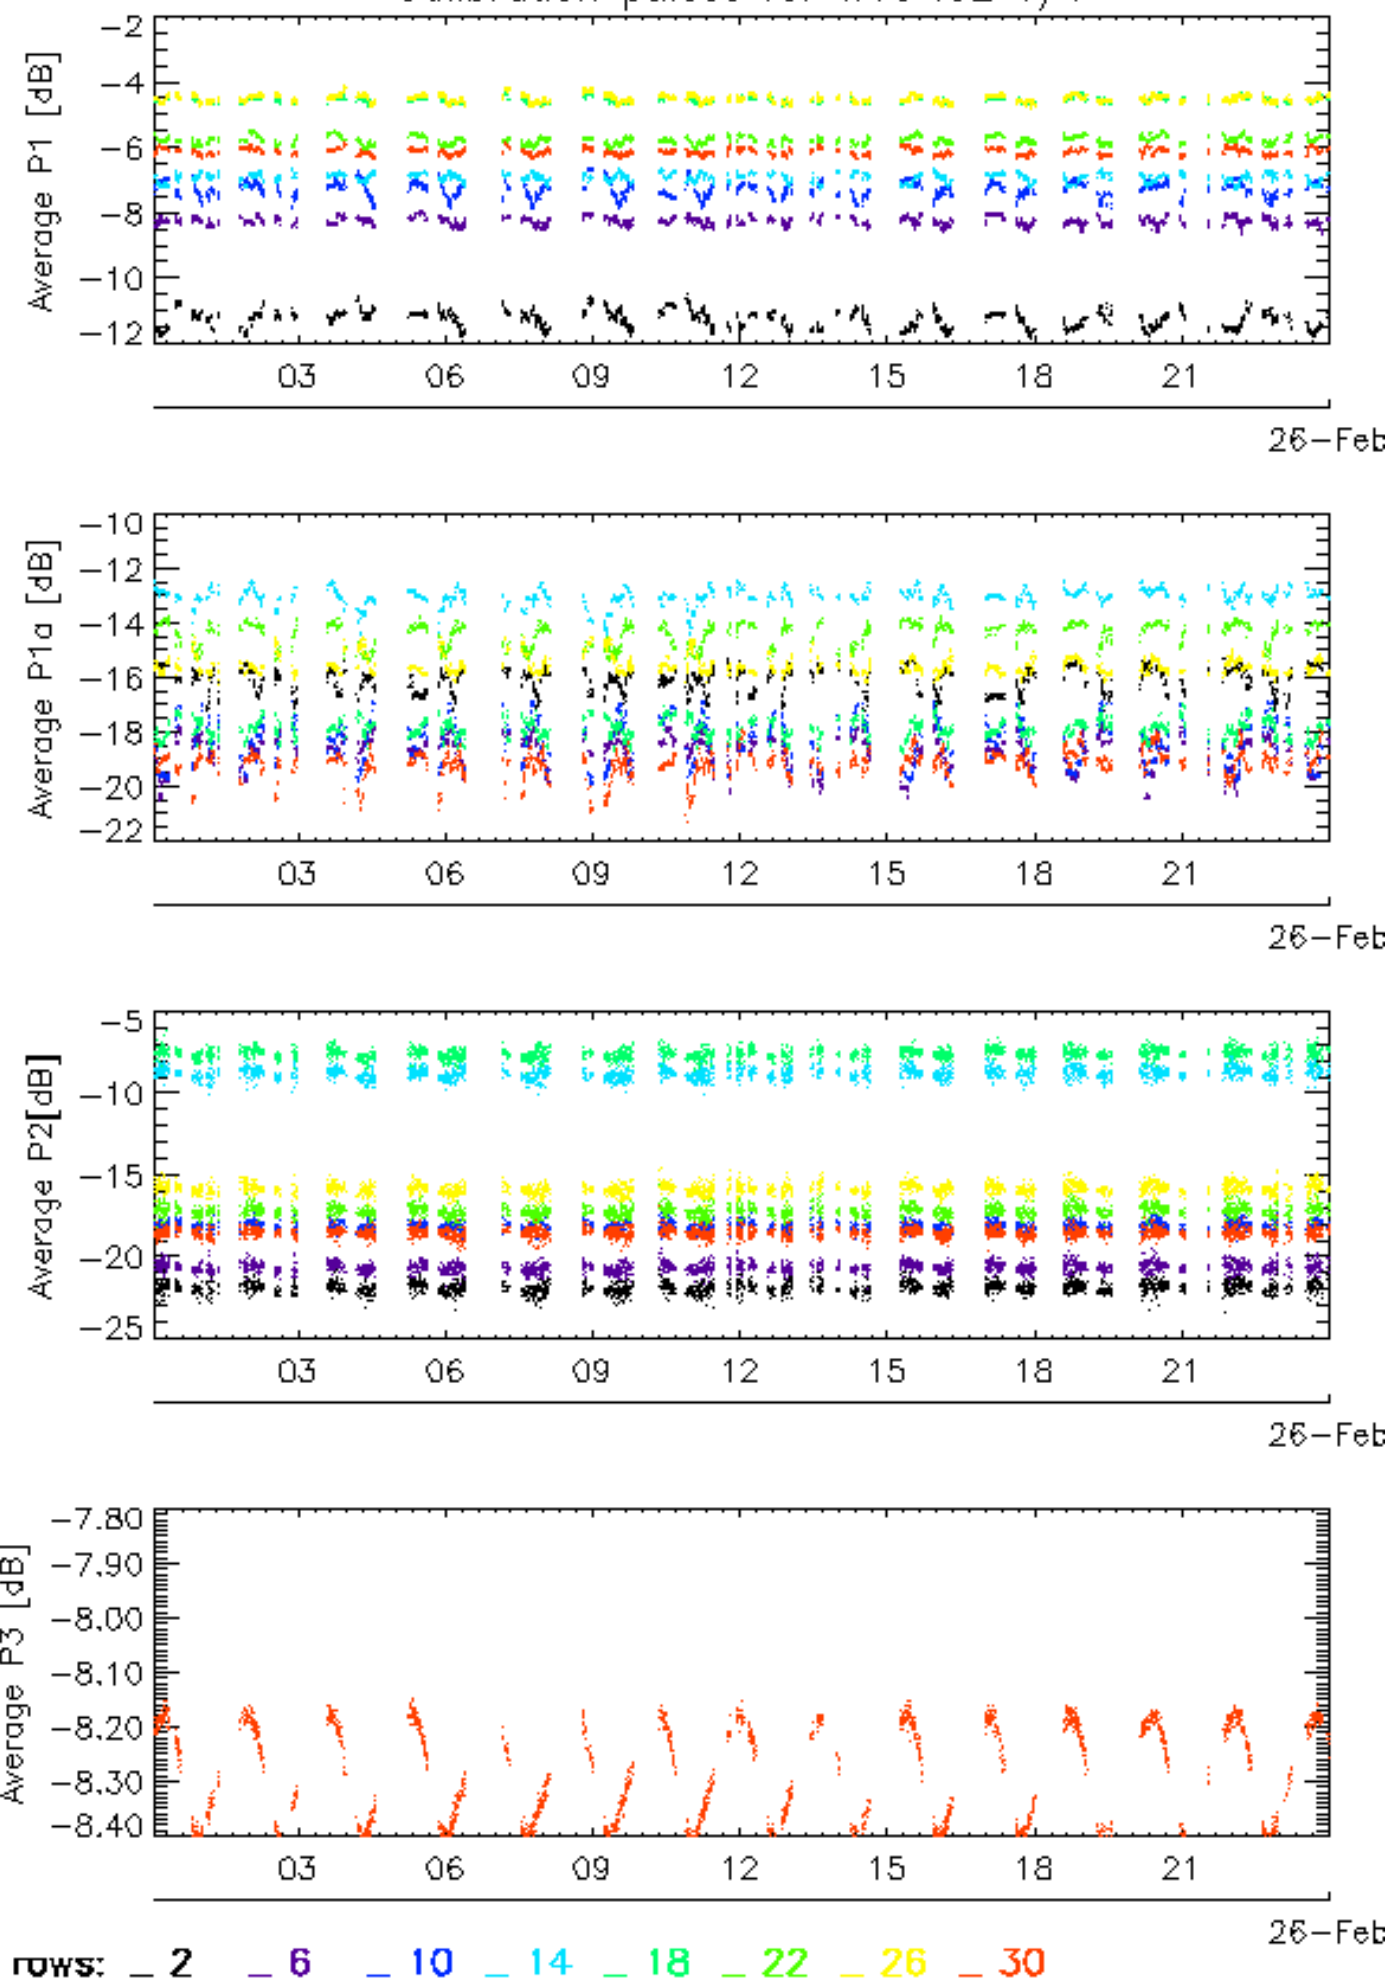 Average P1 [dB]
-2
-4
-6
-8
-10
-12
03 06 09 12 15 18 21
26-Feb
Average P1a [dB]
-10
-12
-14
-16
-18
-20
-22
03 06 09 12 15 18 21
26-Feb
Average P2[dB]
-5
-10
-15
-20
-25
03 06 09 12 15 18 21
26-Feb
Average P3 [dB]
-7.80
-7.90
-8.00
-8.10
-8.20
-8.30
-8.40
03 06 09 12 15 18 21
26-Feb
rows: _ 2 _ 6 _ 10 _ 14 _ 18 _ 22 _ 26 _ 30